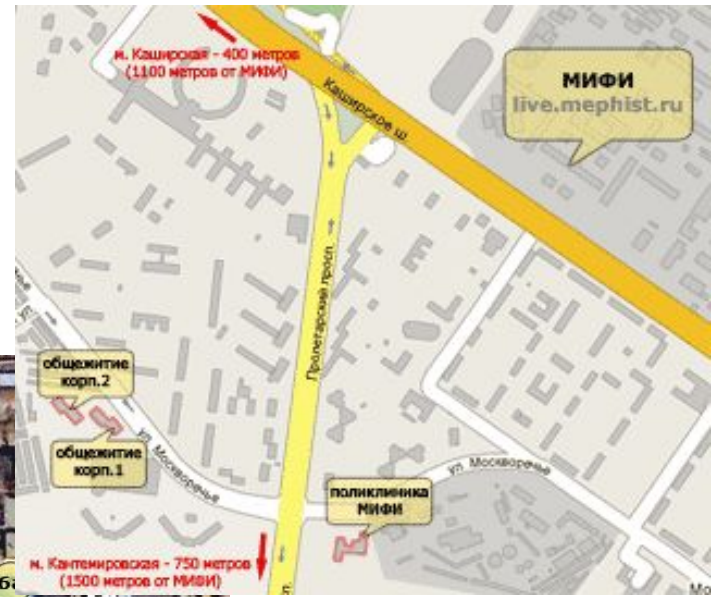 м. Каширская - 400 метров
(1100 метров от МИФИ)
МИФИ
live.mephist.ru
Каширское ш.
Пролетарский просп.
общежитие
корп.2
общежитие
корп.1
ул. Москворечье
ул. Москворечье
поликлиника
МИФИ
м. Кантемировская - 750 метров
(1500 метров от МИФИ)